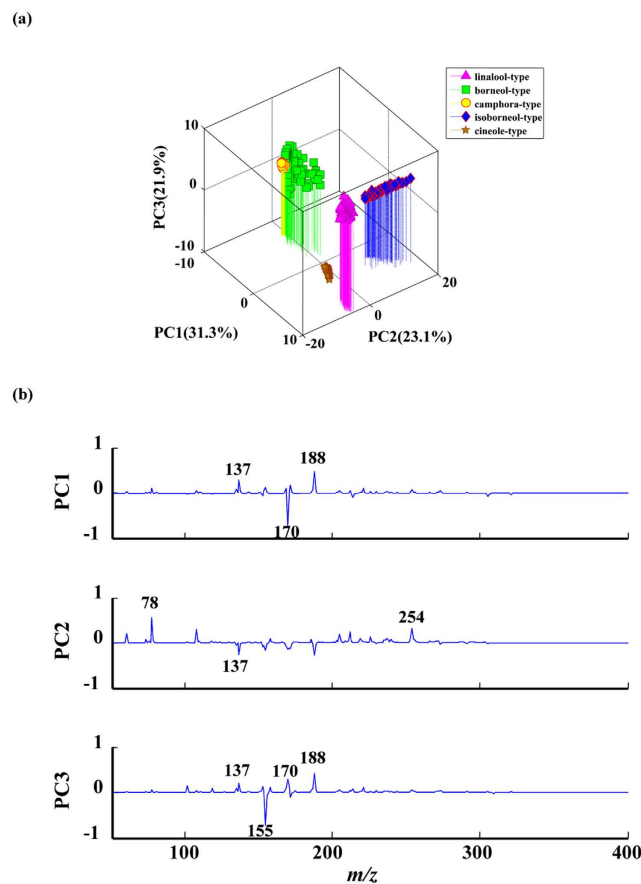 (a)
linalool-type
borneol-type
camphora-type
isoborneol-type
cineole-type
10
0
-10
PC3(21.9%)
-10
0
10
PC1(31.3%)
-20
0
20
PC2(23.1%)
(b)
1
0
-1
PC1
137
188
170
1
0
-1
PC2
78
254
137
1
0
-1
PC3
137
170
188
155
100
200
300
400
m/z